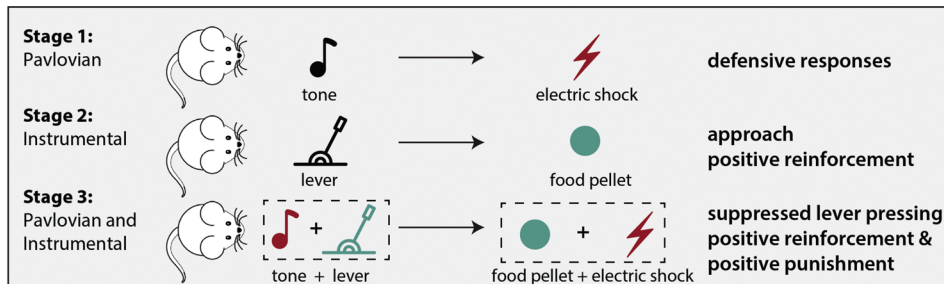 Stage 1:
Pavlovian
tone
electric shock
defensive responses
Stage 2:
Instrumental
lever
food pellet
approach
positive reinforcement
Stage 3:
Pavlovian and
Instrumental
+
+
tone + lever
food pellet + electric shock
suppressed lever pressing
positive reinforcement &
positive punishment